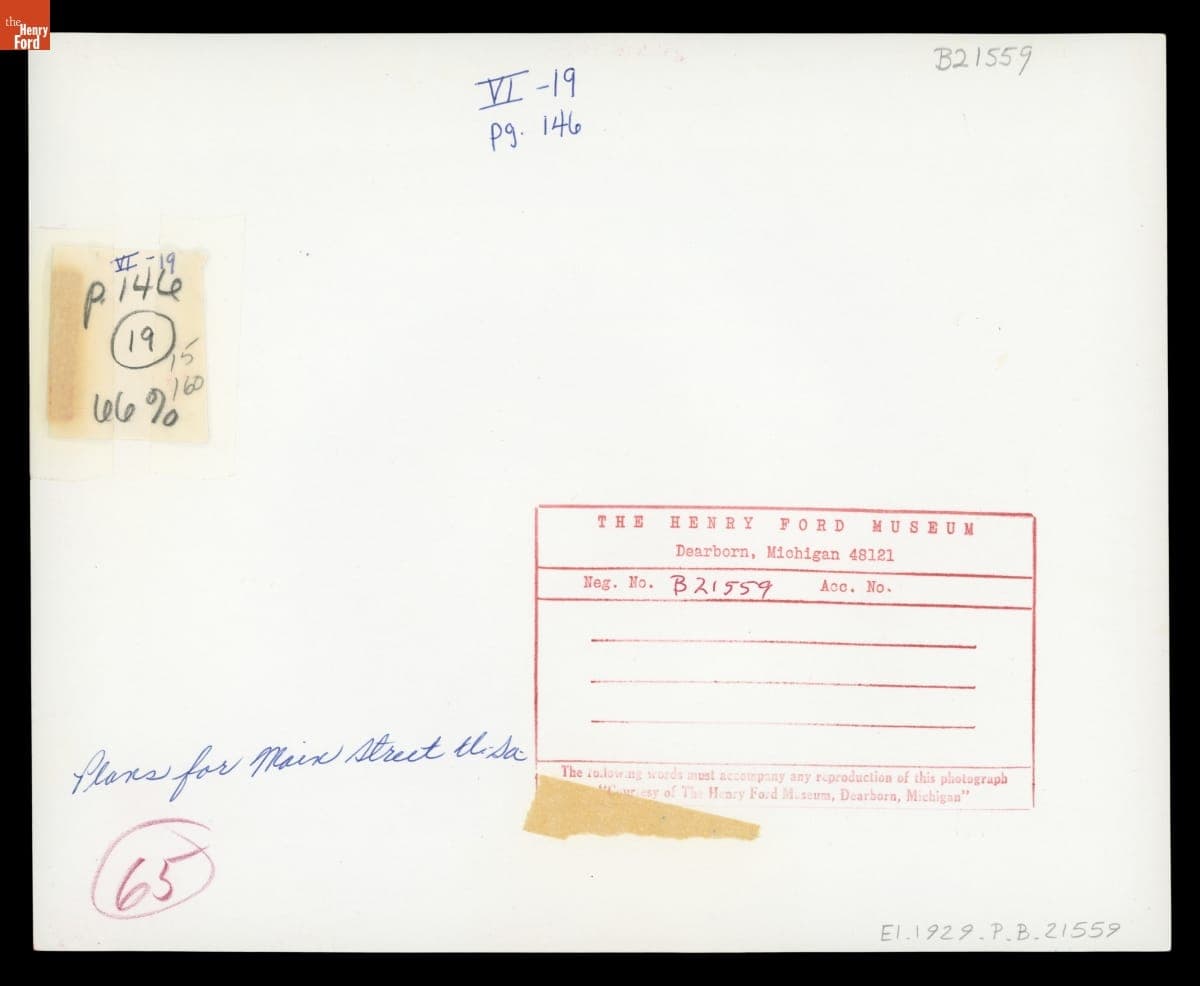 the
Henry
Ford
B21559
VI -19
pg. 146
VI -19
p. 146
19
15
160
66%
THE HENRY FORD MUSEUM
Dearborn, Michigan 48121
Neg. No. B21559 Acc. No.
Plans for Main Street
The following words must accompany any reproduction of this photograph
"Courtesy of The Henry Ford Museum, Dearborn, Michigan"
65
EI.1929.P.B.21559